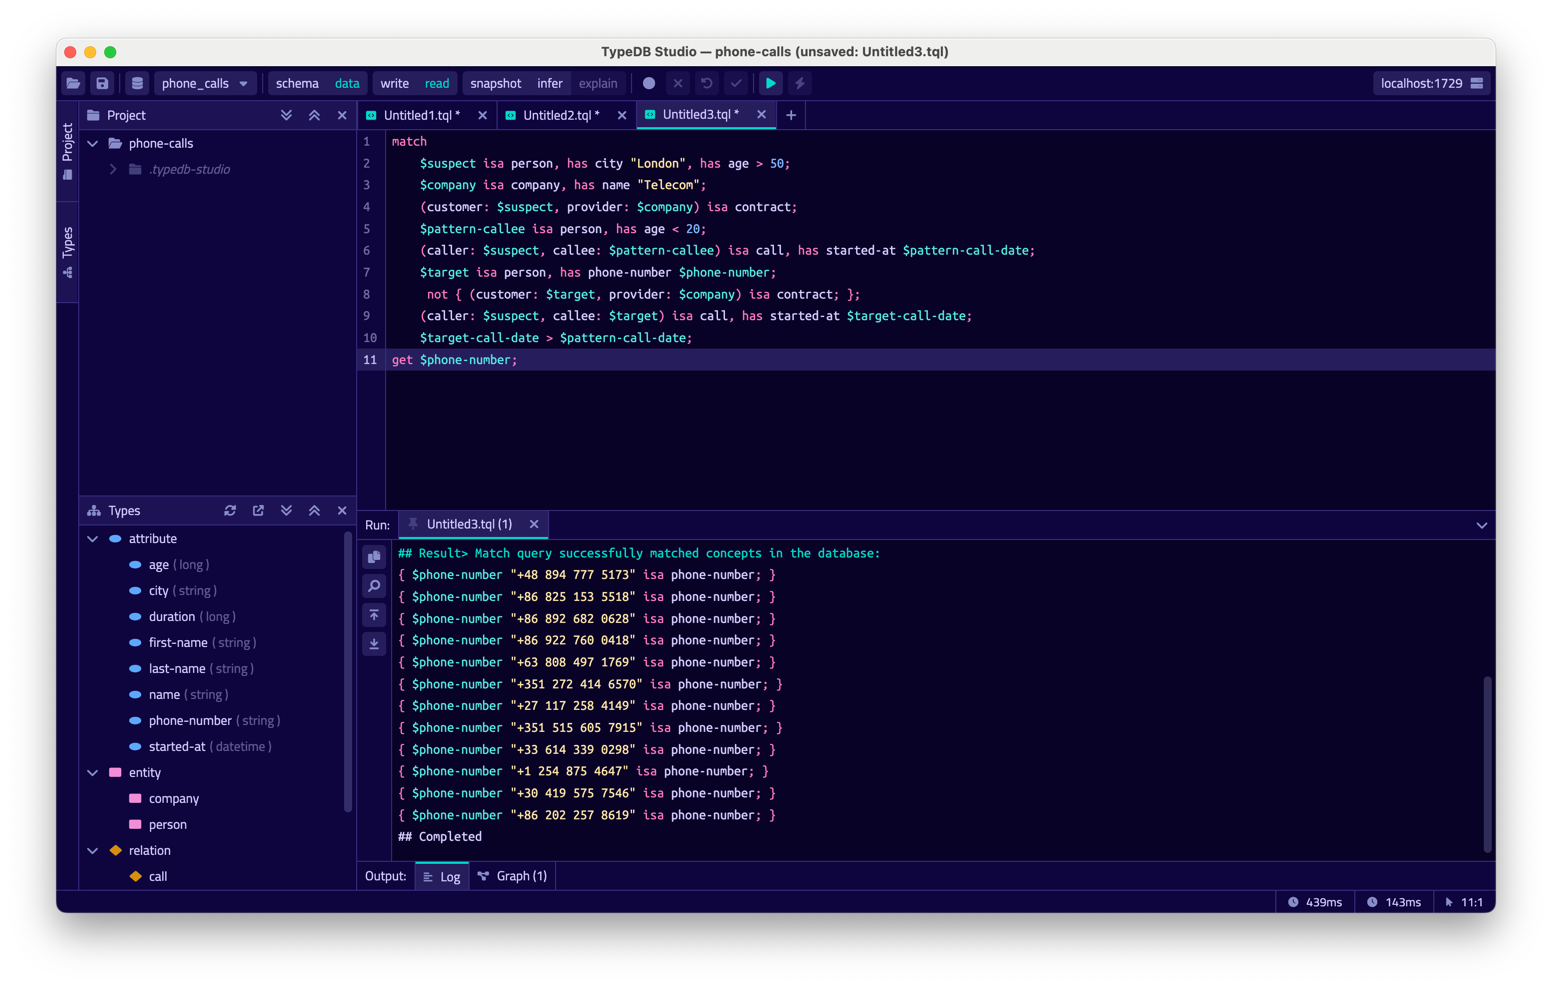 TypeDB Studio — phone-calls (unsaved: Untitled3.tql)
phone_calls schema data write read snapshot infer explain localhost:1729
Project
Types
Project
phone-calls
.typedb-studio
Untitled1.tql * Untitled2.tql * Untitled3.tql *
1 match
2 $suspect isa person, has city "London", has age > 50;
3 $company isa company, has name "Telecom";
4 (customer: $suspect, provider: $company) isa contract;
5 $pattern-callee isa person, has age < 20;
6 (caller: $suspect, callee: $pattern-callee) isa call, has started-at $pattern-call-date;
7 $target isa person, has phone-number $phone-number;
8 not { (customer: $target, provider: $company) isa contract; };
9 (caller: $suspect, callee: $target) isa call, has started-at $target-call-date;
10 $target-call-date > $pattern-call-date;
11 get $phone-number;
Types
attribute
age (long)
city (string)
duration (long)
first-name (string)
last-name (string)
name (string)
phone-number (string)
started-at (datetime)
entity
company
person
relation
call
Run: Untitled3.tql (1)
## Result> Match query successfully matched concepts in the database:
{ $phone-number "+48 894 777 5173" isa phone-number; }
{ $phone-number "+86 825 153 5518" isa phone-number; }
{ $phone-number "+86 892 682 0628" isa phone-number; }
{ $phone-number "+86 922 760 0418" isa phone-number; }
{ $phone-number "+63 808 497 1769" isa phone-number; }
{ $phone-number "+351 272 414 6570" isa phone-number; }
{ $phone-number "+27 117 258 4149" isa phone-number; }
{ $phone-number "+351 515 605 7915" isa phone-number; }
{ $phone-number "+33 614 339 0298" isa phone-number; }
{ $phone-number "+1 254 875 4647" isa phone-number; }
{ $phone-number "+30 419 575 7546" isa phone-number; }
{ $phone-number "+86 202 257 8619" isa phone-number; }
## Completed
Output: Log Graph (1)
439ms 143ms 11:1